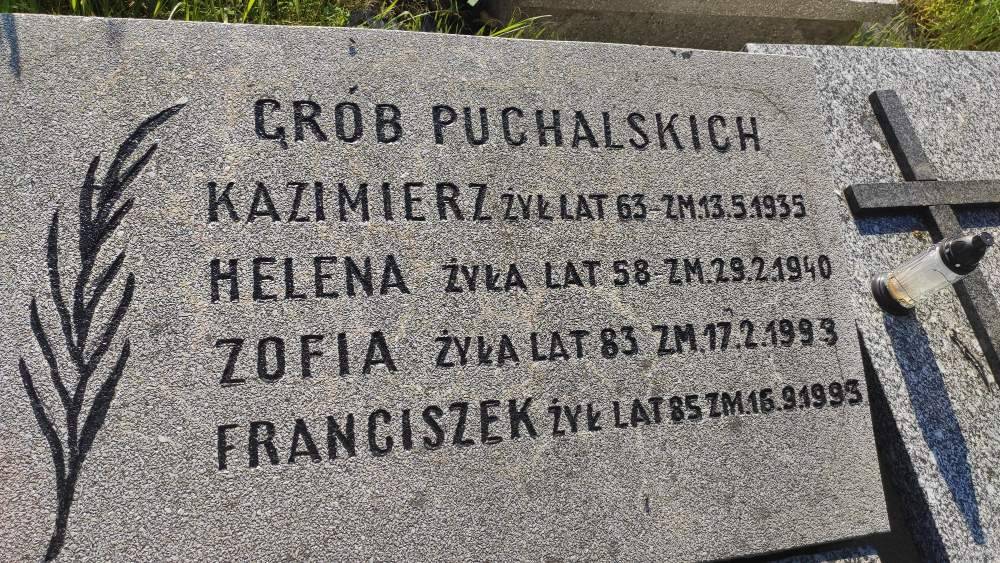 GRÓB PUCHALSKICH
KAZIMIERZ ŻYŁ LAT 63-ZM.13.5.1935
HELENA ŻYŁA LAT 58-ZM.29.2.1940
ZOFIA ŻYŁA LAT 83 ZM.17.2.1993
FRANCISZEK ŻYŁ LAT 85 ZM.16.9.1993